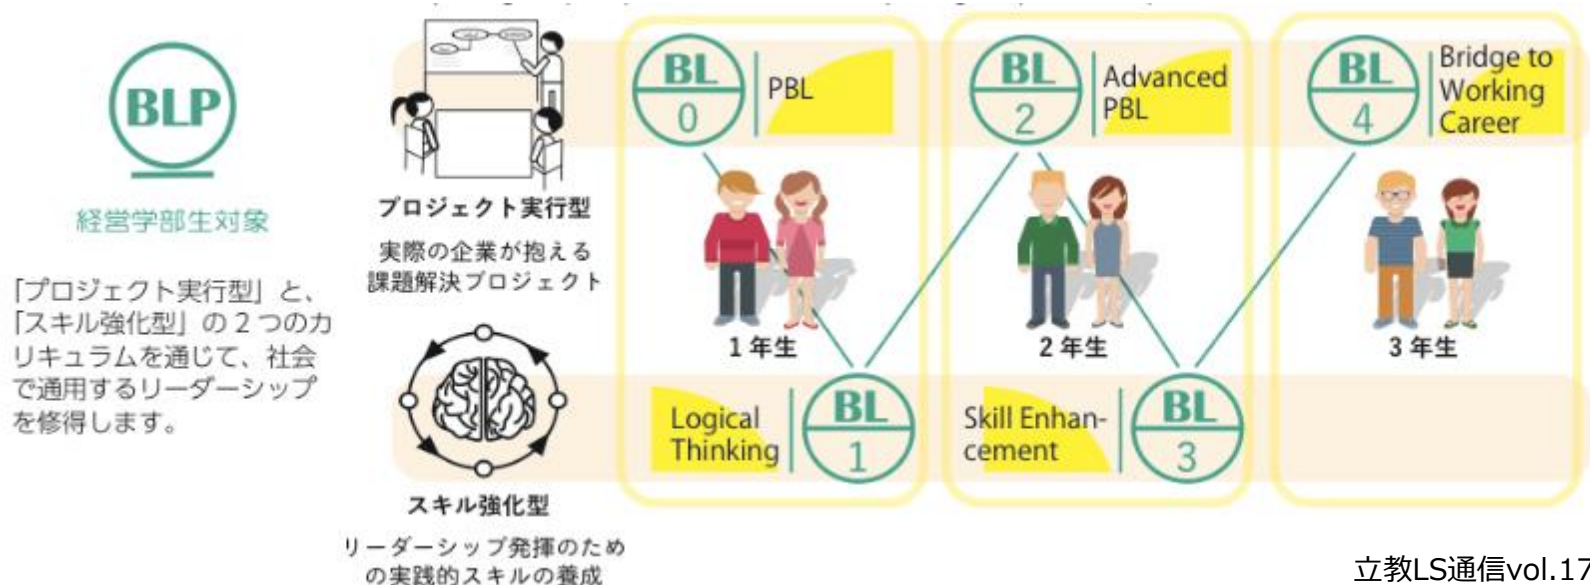 BLP
経営学部生対象
「プロジェクト実行型」と、
「スキル強化型」の2つのカ
リキュラムを通じて、社会
で通用するリーダーシップ
を修得します。
プロジェクト実行型
実際の企業が抱える
課題解決プロジェクト
スキル強化型
リーダーシップ発揮のため
の実践的スキルの養成
BL
0
PBL
BL
2
Advanced
PBL
BL
4
Bridge to
Working
Career
1年生
2年生
3年生
Logical
Thinking
BL
1
Skill Enhan-
cement
BL
3
立教LS通信vol.17